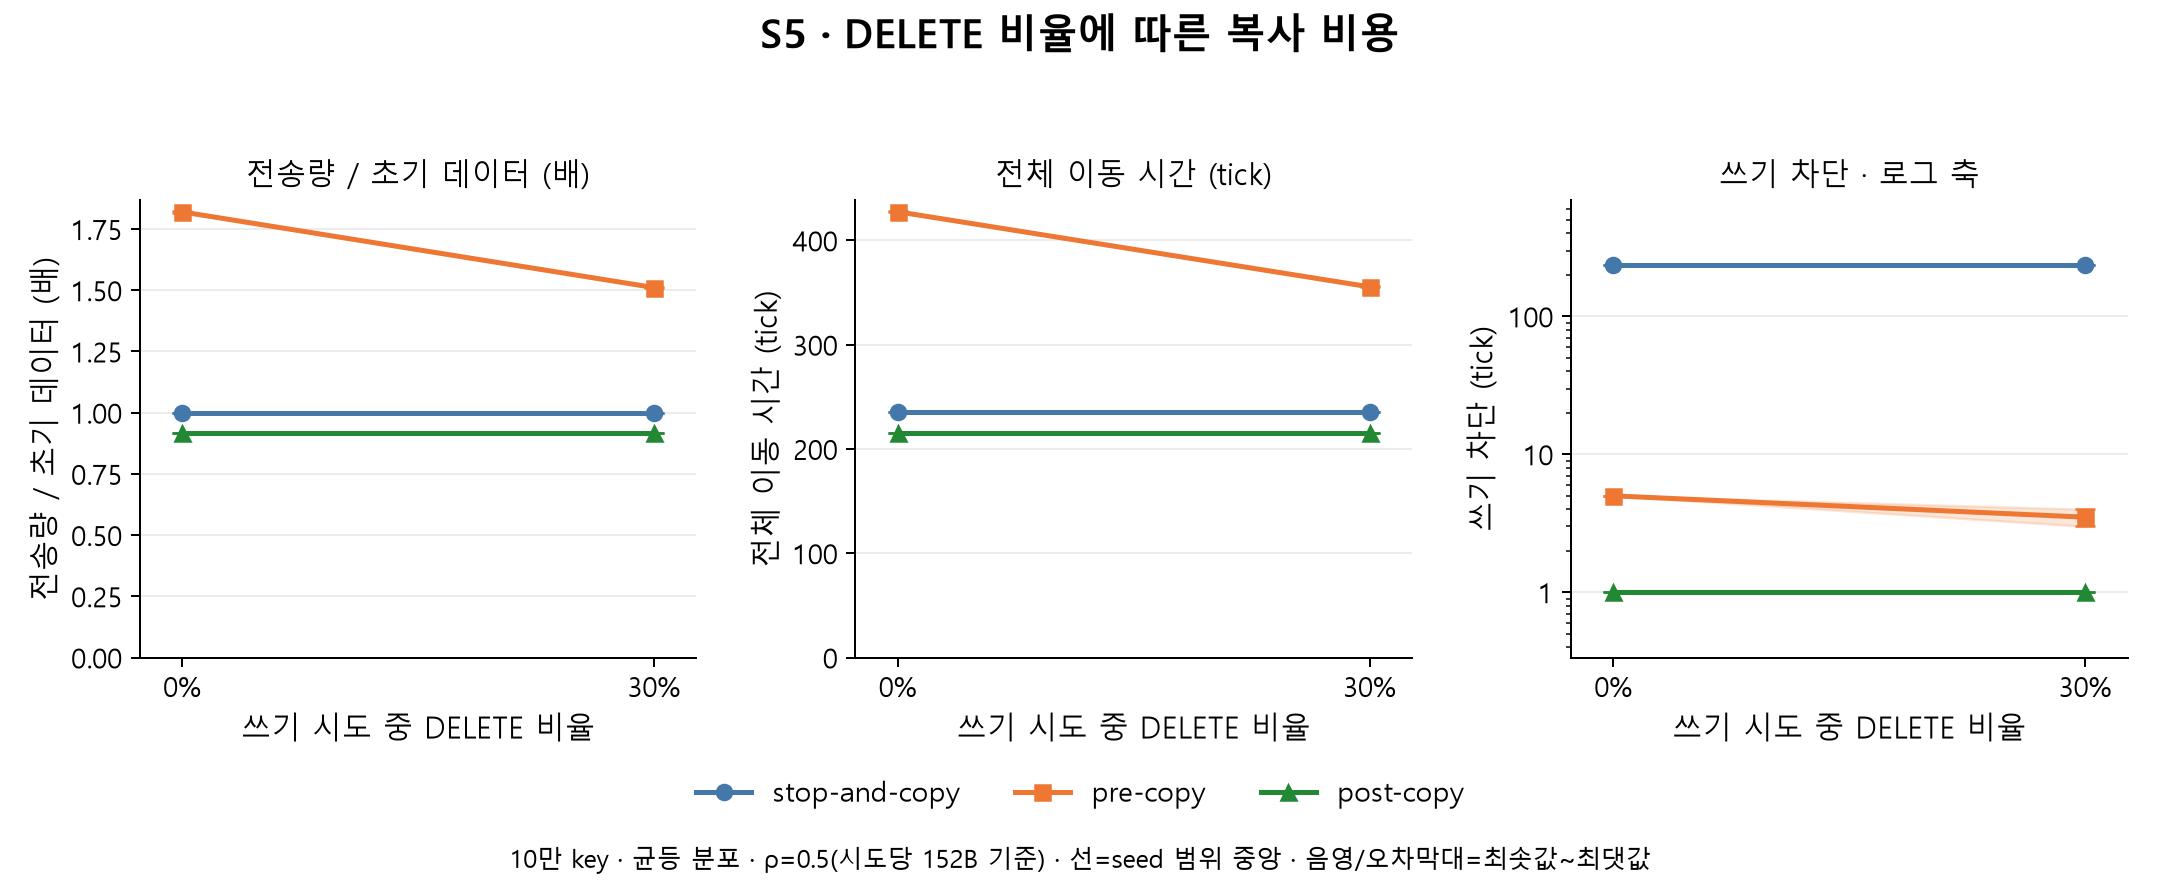 S5 · DELETE 비율에 따른 복사 비용
전송량 / 초기 데이터 (배)
전송량 / 초기 데이터 (배)
1.75
1.50
1.25
1.00
0.75
0.50
0.25
0.00
0%
30%
쓰기 시도 중 DELETE 비율
전체 이동 시간 (tick)
전체 이동 시간 (tick)
400
300
200
100
0
0%
30%
쓰기 시도 중 DELETE 비율
쓰기 차단 · 로그 축
쓰기 차단 (tick)
100
10
1
0%
30%
쓰기 시도 중 DELETE 비율
stop-and-copy
pre-copy
post-copy
10만 key · 균등 분포 · ρ=0.5(시도당 152B 기준) · 선=seed 범위 중앙 · 음영/오차막대=최솟값~최댓값